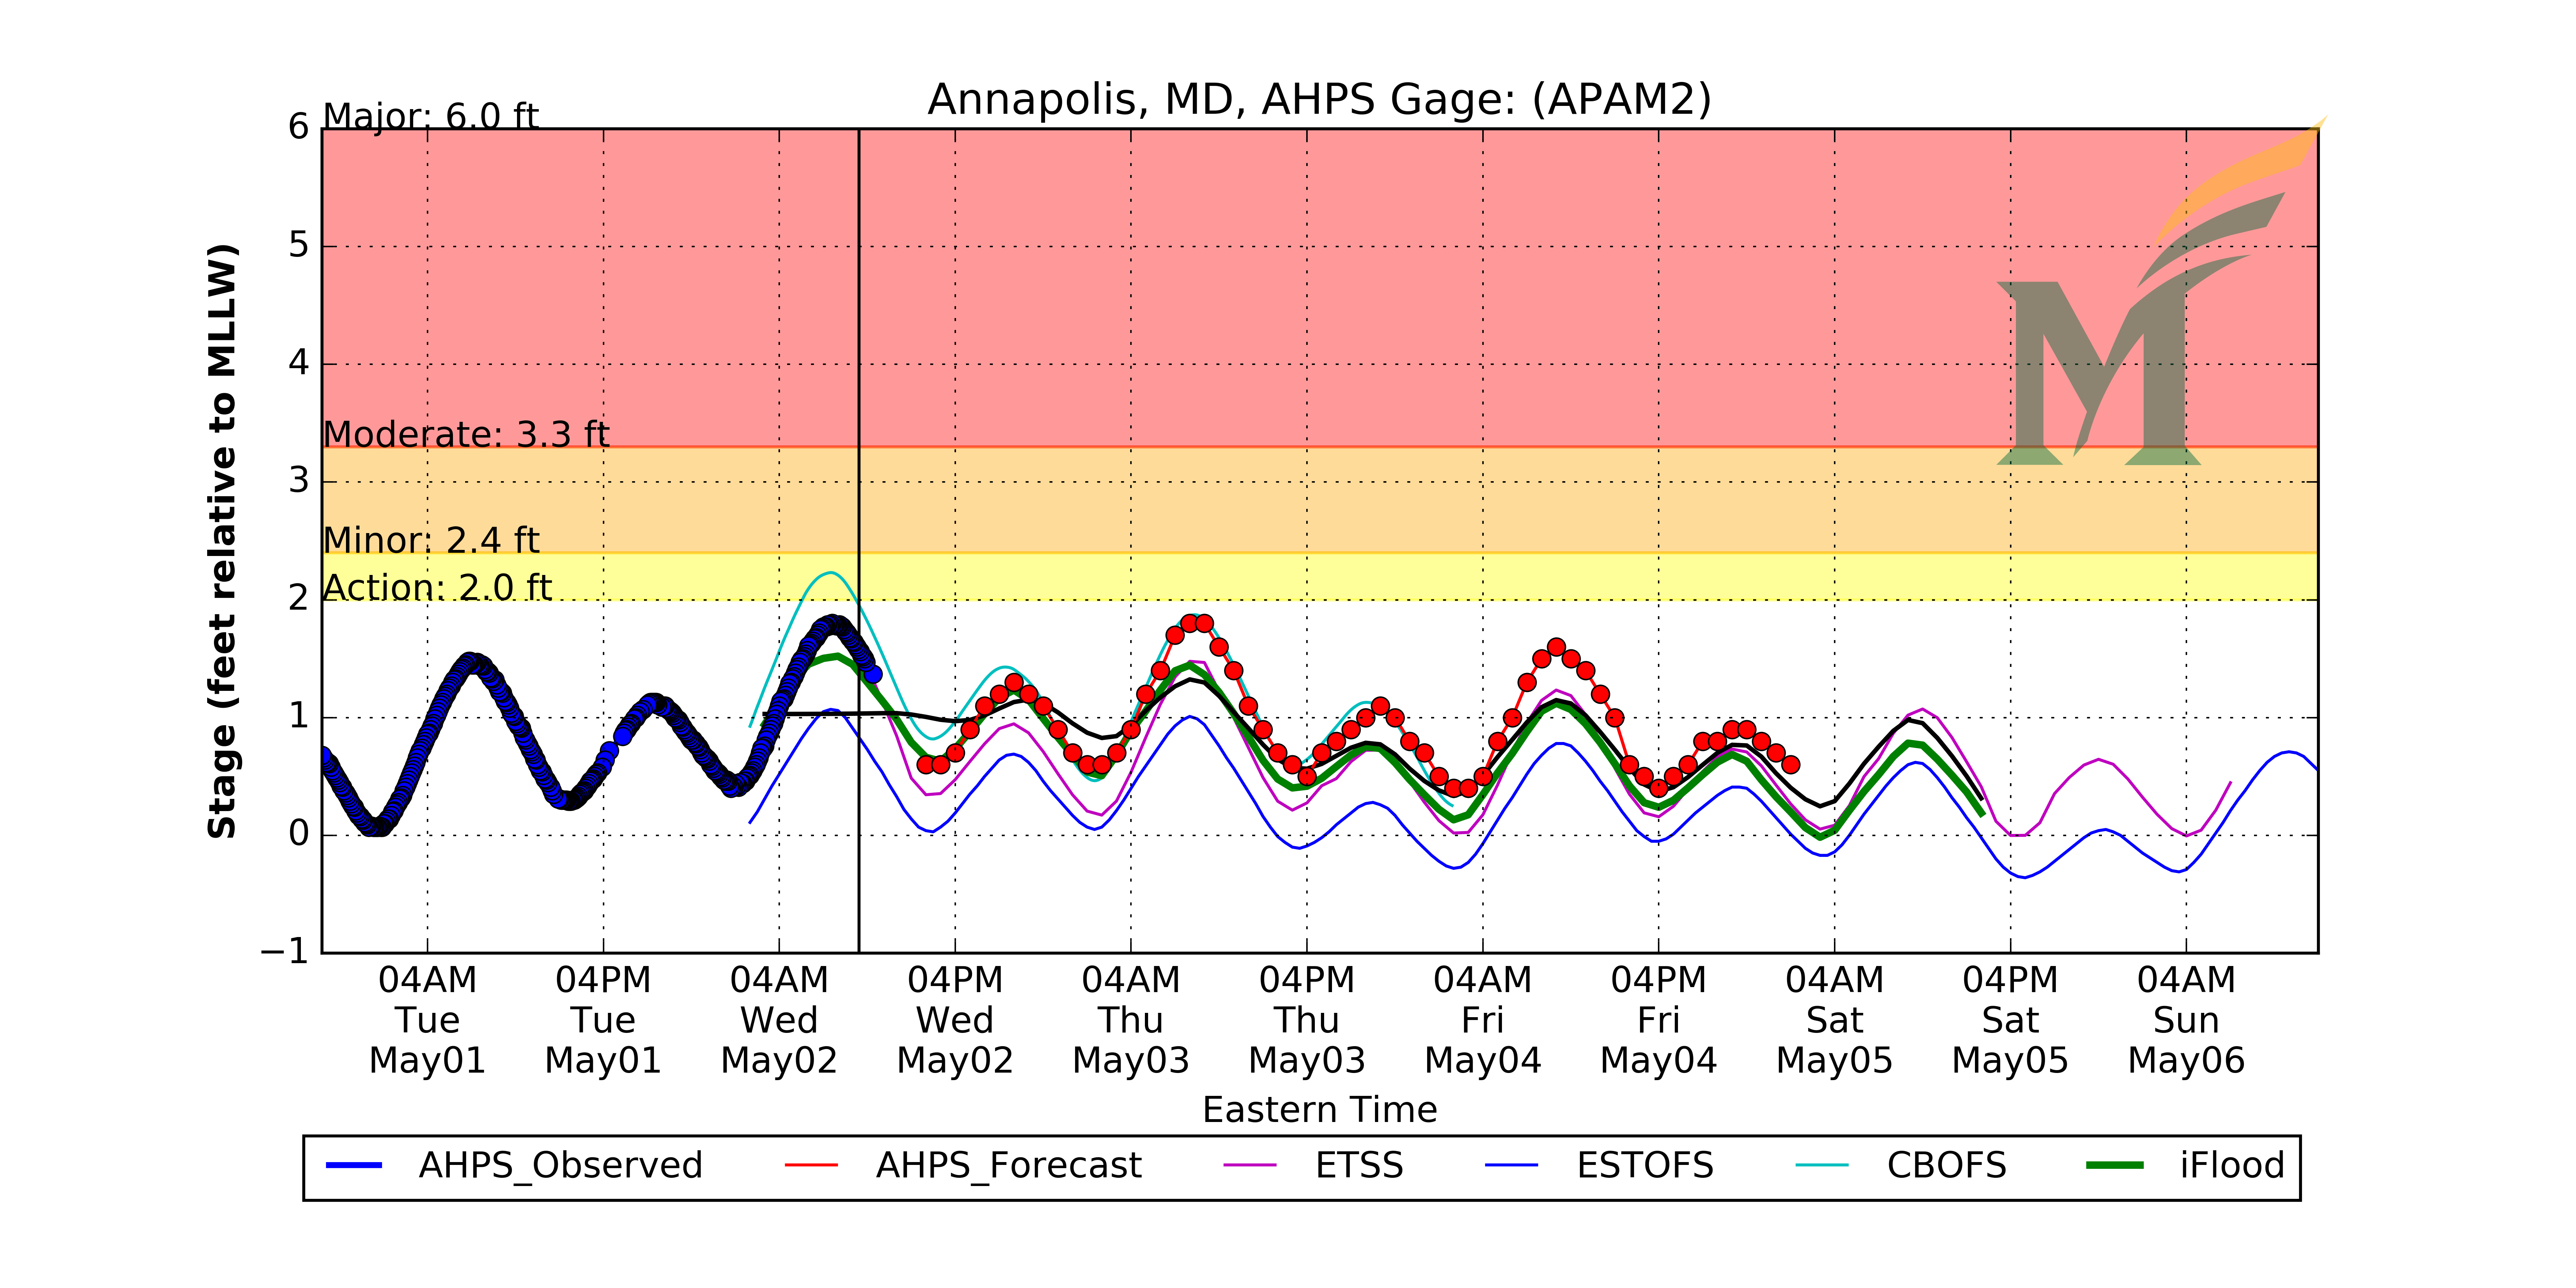 Annapolis, MD, AHPS Gage: (APAM2)
Major: 6.0 ft
Moderate: 3.3 ft
Minor: 2.4 ft
Action: 2.0 ft
Stage (feet relative to MLLW)
6
5
4
3
2
1
0
−1
04AM 04PM 04AM 04PM 04AM 04PM 04AM 04PM 04AM 04PM 04AM
Tue Tue Wed Wed Thu Thu Fri Fri Sat Sat Sun
May01 May01 May02 May02 May03 May03 May04 May04 May05 May05 May06
Eastern Time
AHPS_Observed AHPS_Forecast ETSS ESTOFS CBOFS iFlood
M